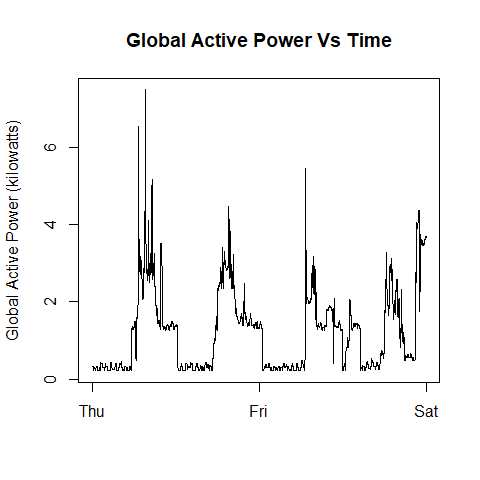 Global Active Power Vs Time
Global Active Power (kilowatts)
6
4
2
0
Thu
Fri
Sat